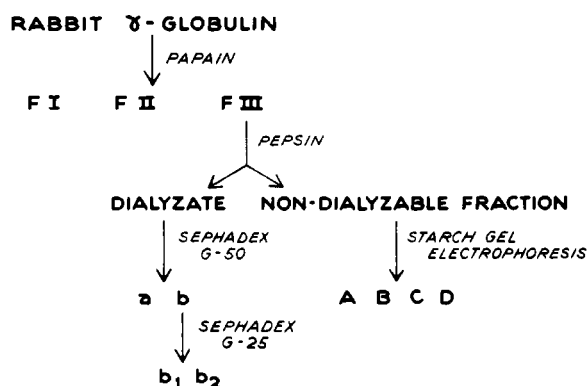 RABBIT ɤ-GLOBULIN
PAPAIN
F I F II F III
PEPSIN
DIALYZATE NON-DIALYZABLE FRACTION
SEPHADEX
G-50
STARCH GEL
ELECTROPHORESIS
a b A B C D
SEPHADEX
G-25
b₁ b₂